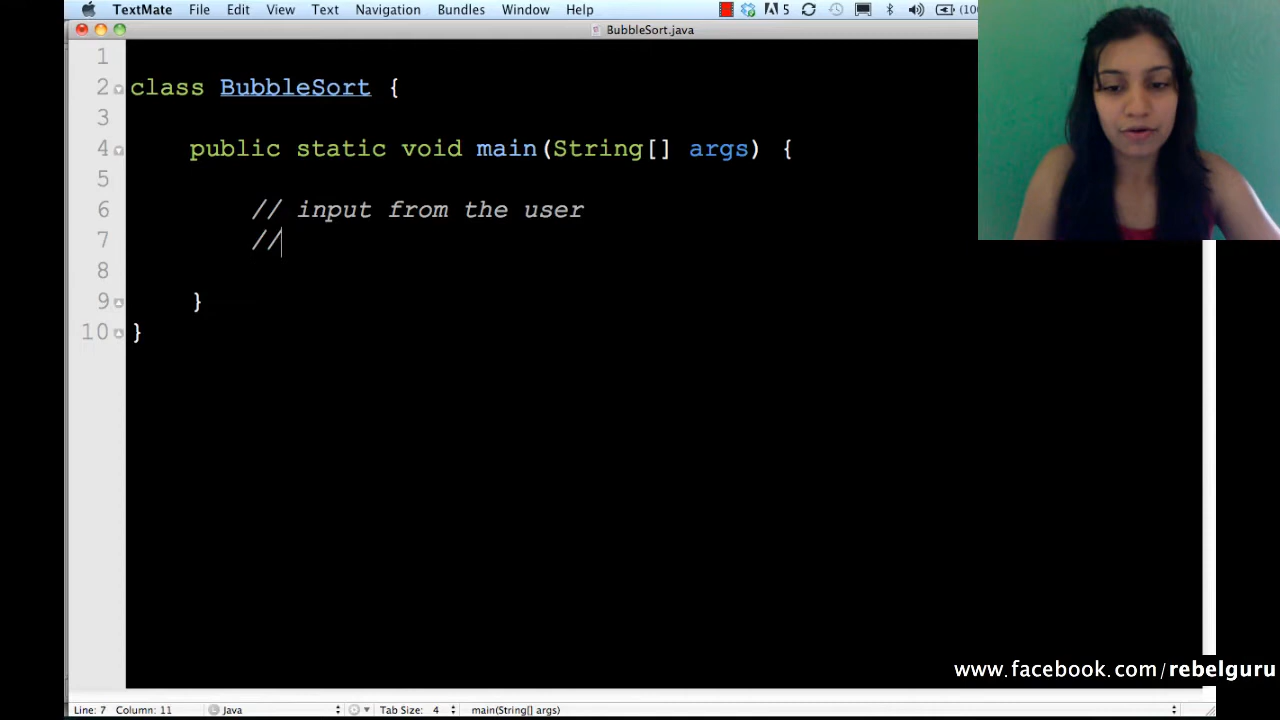 TextMate File Edit View Text Navigation Bundles Window Help 5
BubbleSort.java
1
2 class BubbleSort {
3
4 public static void main(String[] args) {
5
6 // input from the user
7 //
8
9 }
10 }
www.facebook.com/rebelguru
Line: 7 Column: 11 Java Tab Size: 4 main(String[] args)